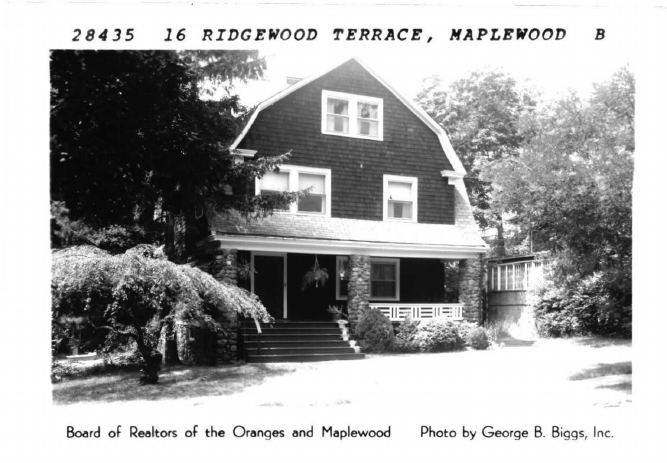 28435 16 RIDGEWOOD TERRACE, MAPLEWOOD B
Board of Realtors of the Oranges and Maplewood Photo by George B. Biggs, Inc.